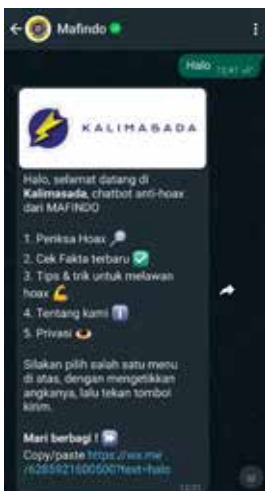 Mafindo
Halo
KALIMASADA
Halo, selamat datang di
Kalimasada, chatbot anti-hoax
dari MAFINDO
1. Periksa Hoax
2. Cek Fakta terbaru
3. Tips & trik untuk melawan
hoax
4. Tentang kami
5. Privasi
Silakan pilih salah satu menu
di atas, dengan mengetikkan
angkanya, lalu tekan tombol
kirim.
Mari berbagi !
Copy/paste https://wa.me
/6285921600500?text=halo